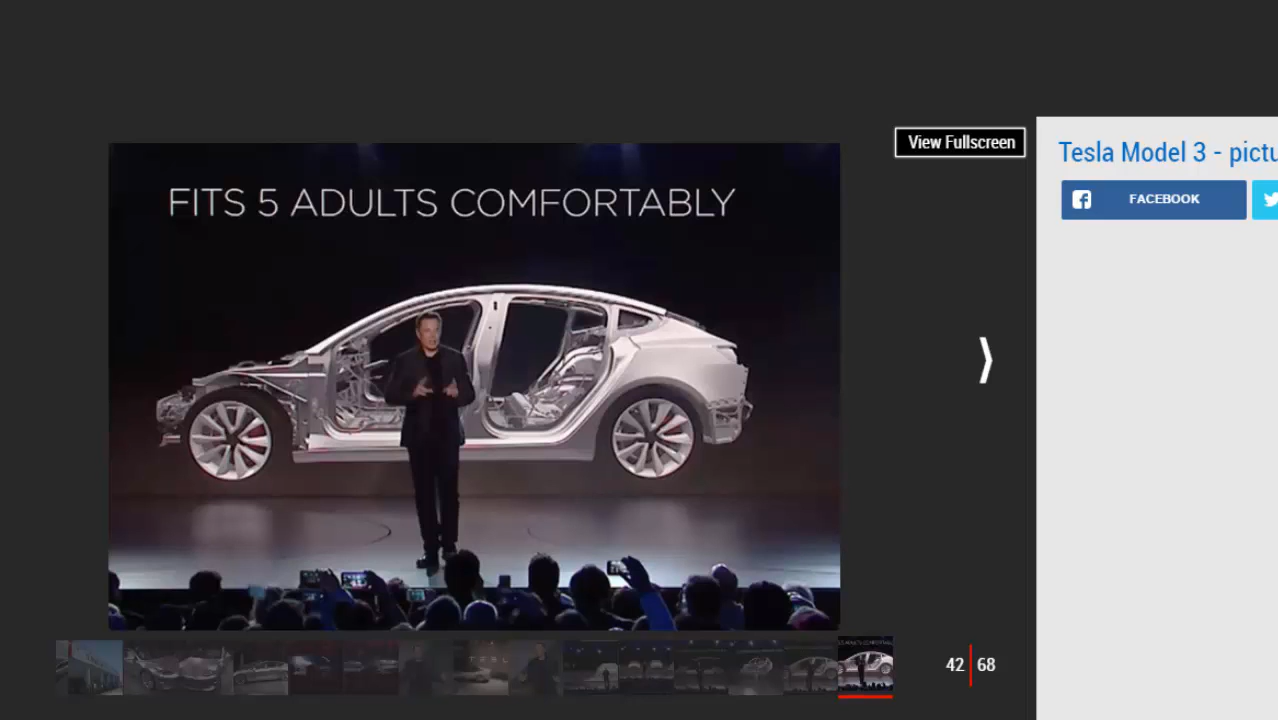 View Fullscreen
Tesla Model 3 - pictu
FACEBOOK
FITS 5 ADULTS COMFORTABLY
42 68